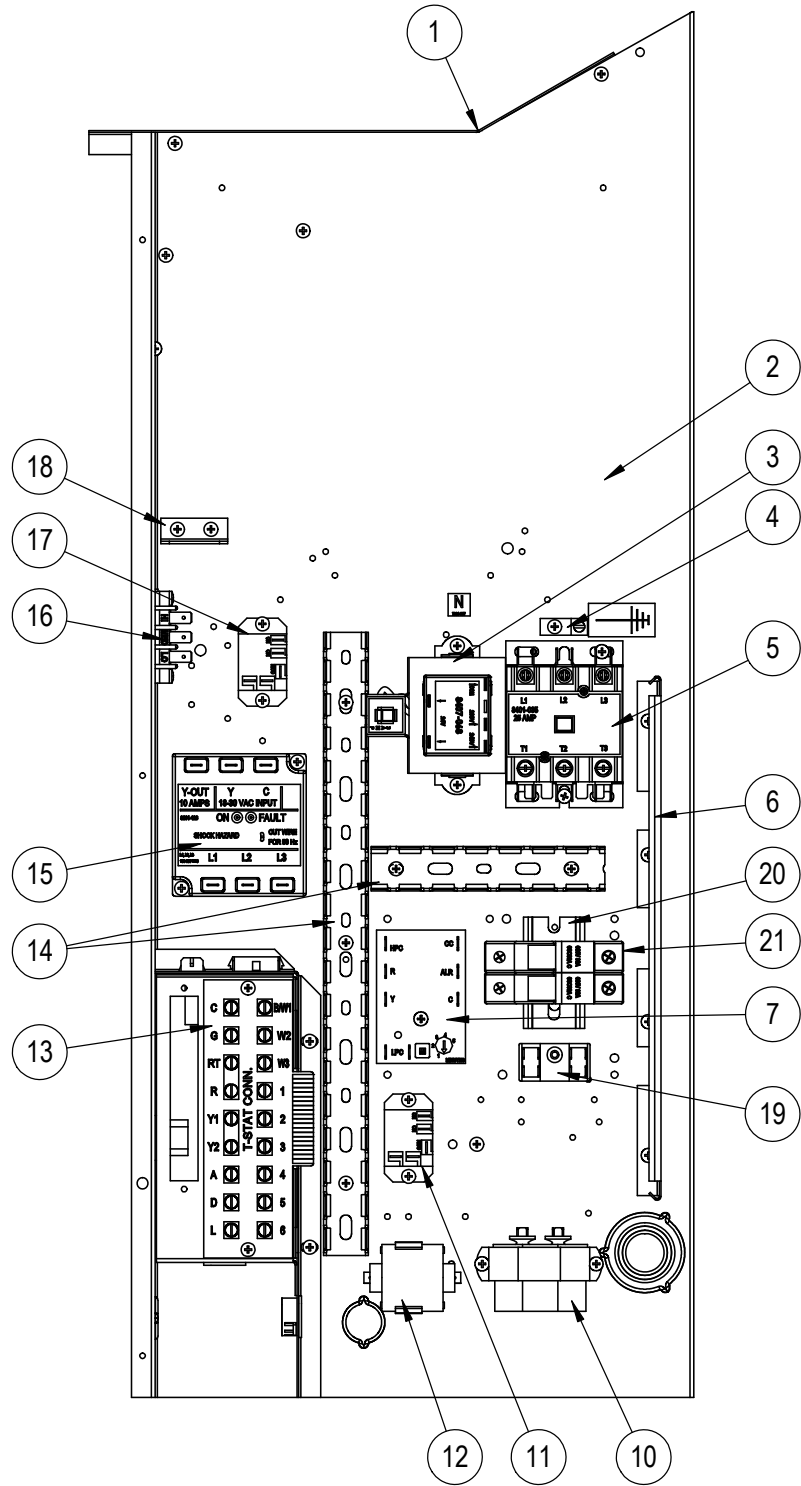 1
2
3
18
4
17
N
16
5
L1 L2 L3
25 AMP
T1 T2 T3
6
Y-OUT Y C
10 AMPS 18-30 VAC INPUT
ON FAULT
SHOCK HAZARD CUT WIRE
FOR 50 Hz
L1 L2 L3
15
20
14
21
HPC CC
R ALR
Y C
LPC
7
13
T-STAT CONN.
C B/W1
G W2
RT W3
R 1
Y1 2
Y2 3
A 4
D 5
L 6
19
12
11
10